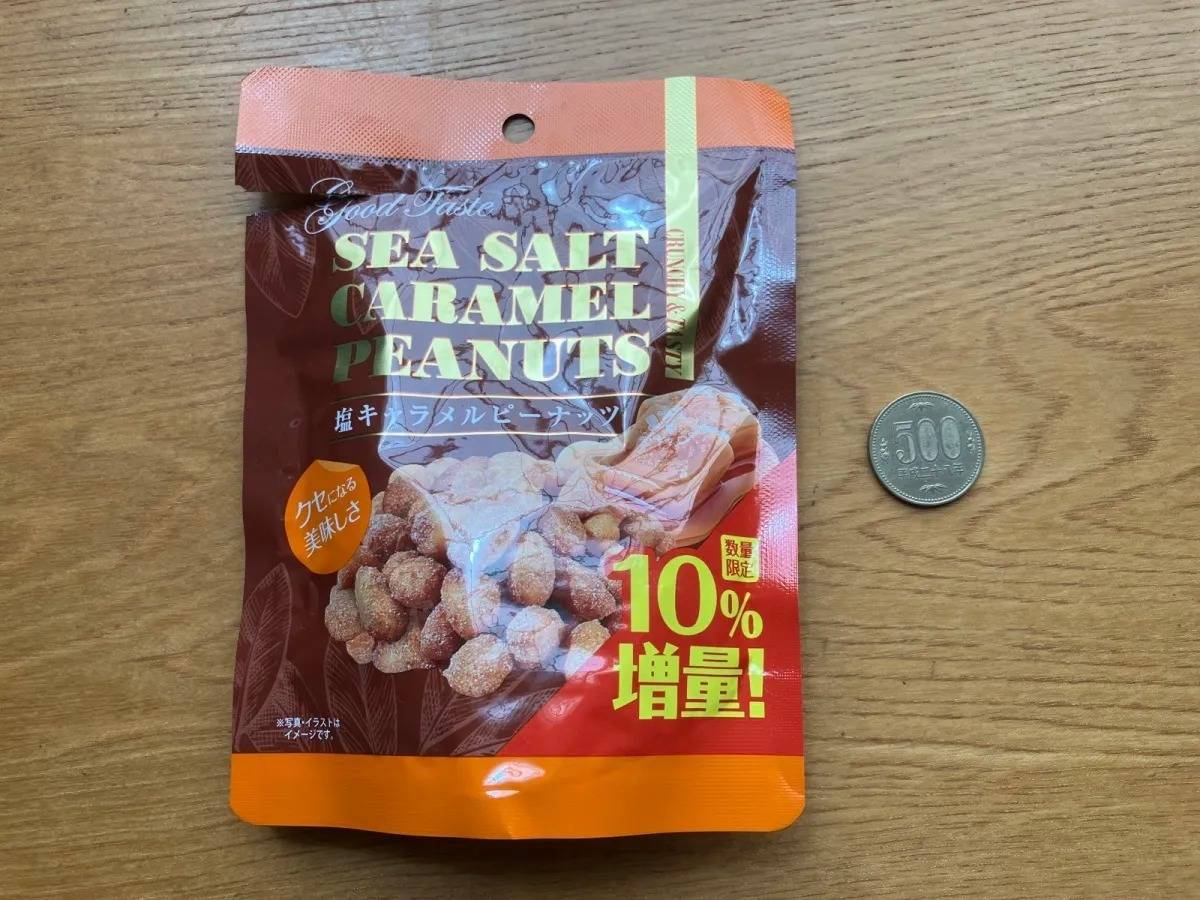 Good Taste
SEA SALT
CARAMEL
PEANUTS
CRUNCHY & TASTY
塩キャラメルピーナッツ
クセになる
美味しさ
数量
限定
10%
増量!
※写真・イラストは
イメージです。
500